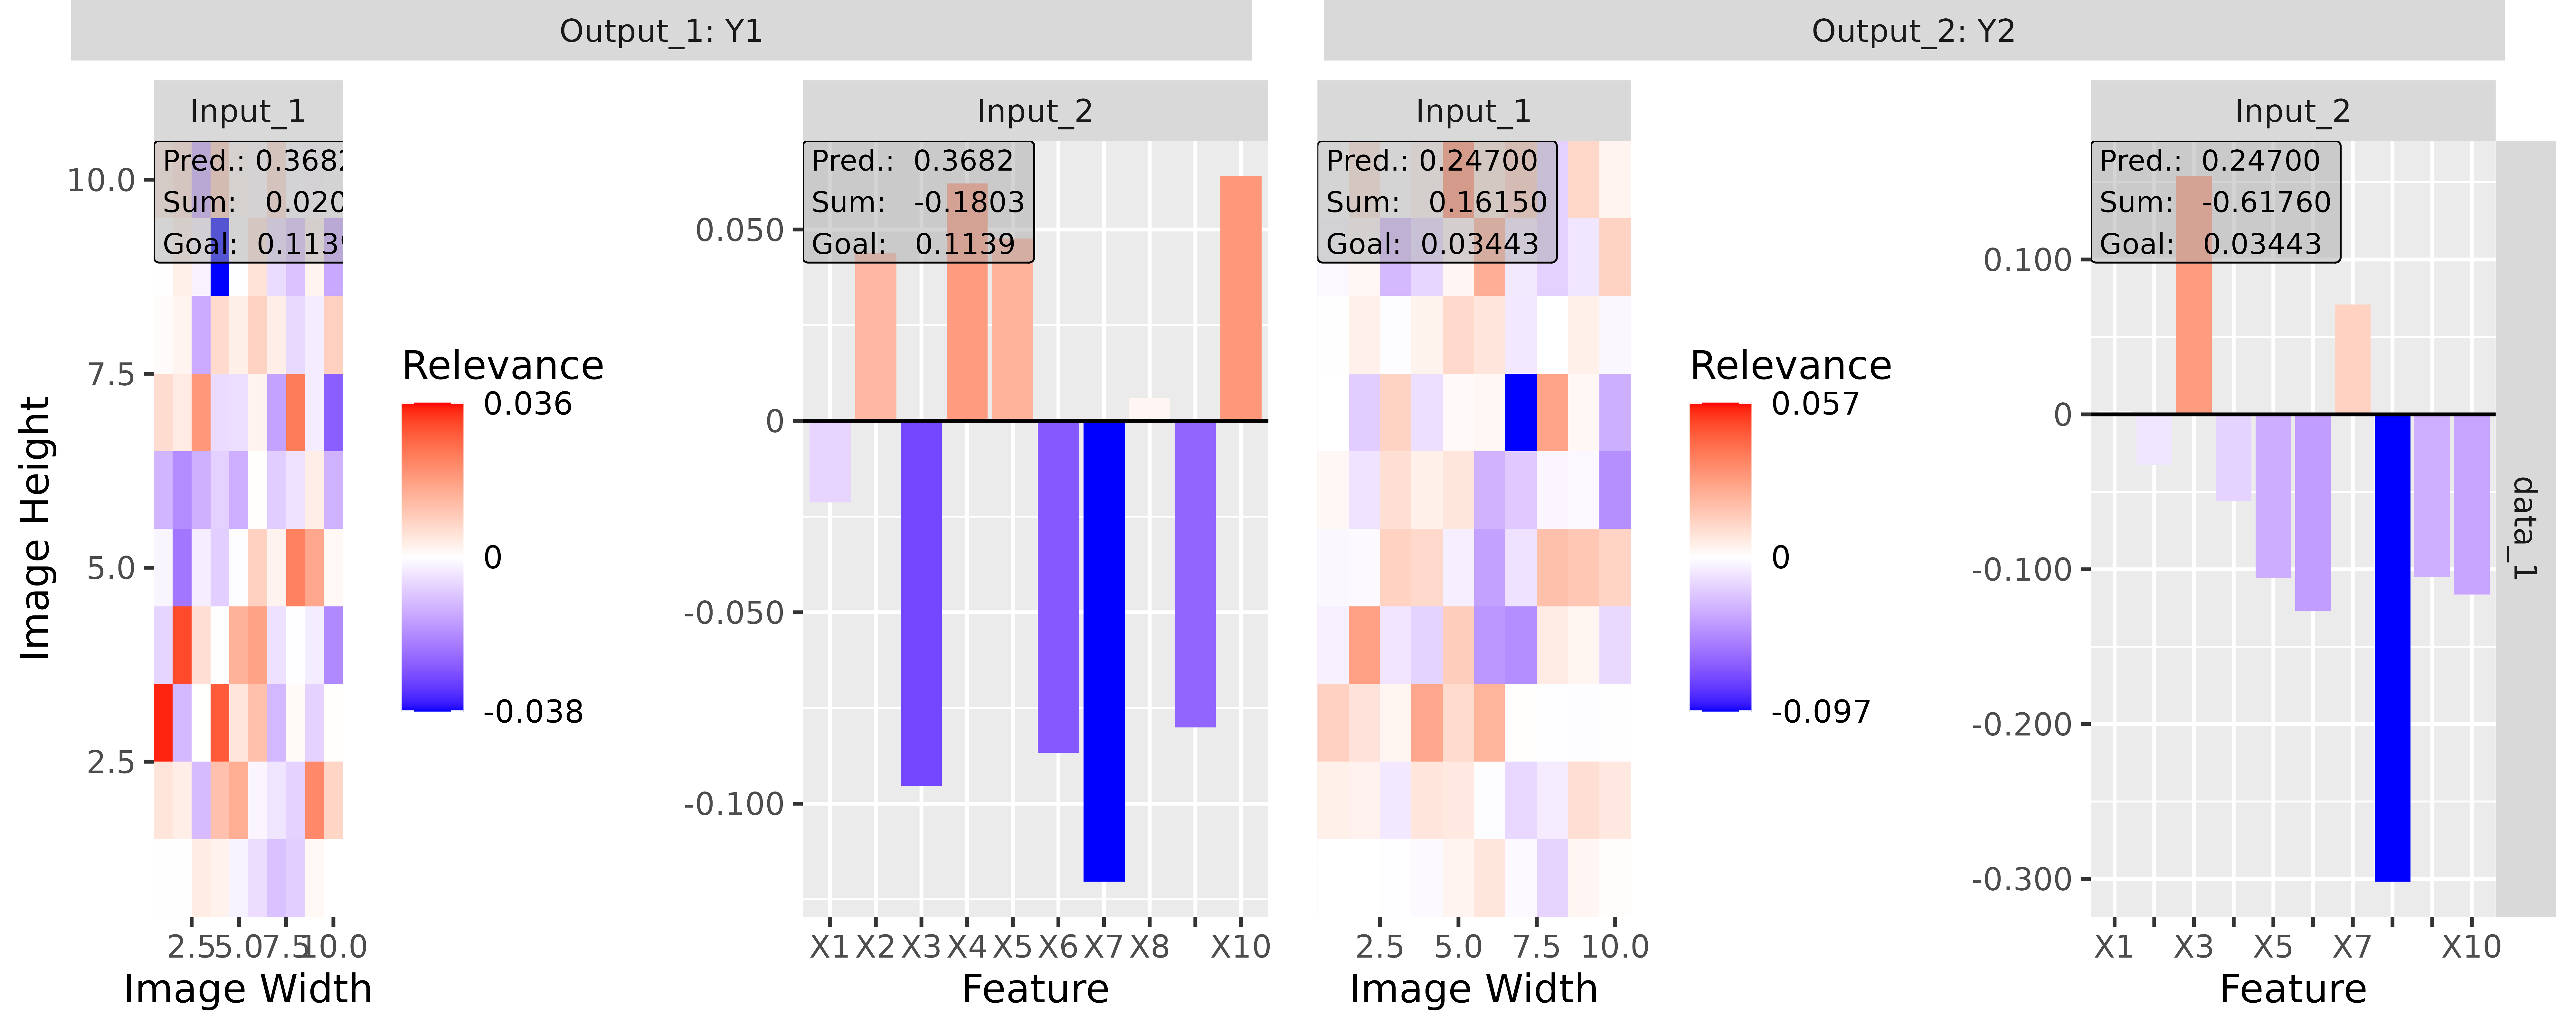 Output_1: Y1
Output_2: Y2
Input_1
Input_2
Input_1
Input_2
Pred.: 0.3682
Sum: 0.020
Goal: 0.1139
Pred.: 0.3682
Sum: -0.1803
Goal: 0.1139
Pred.: 0.24700
Sum: 0.16150
Goal: 0.03443
Pred.: 0.24700
Sum: -0.61760
Goal: 0.03443
Image Height
10.0
7.5
5.0
2.5
2.5 5.0 7.5 10.0
Image Width
Relevance
0.036
0
-0.038
0.050
0
-0.050
-0.100
X1 X2 X3 X4 X5 X6 X7 X8 X10
Feature
2.5 5.0 7.5 10.0
Image Width
Relevance
0.057
0
-0.097
0.100
0
-0.100
-0.200
-0.300
X1 X3 X5 X7 X10
Feature
data_1